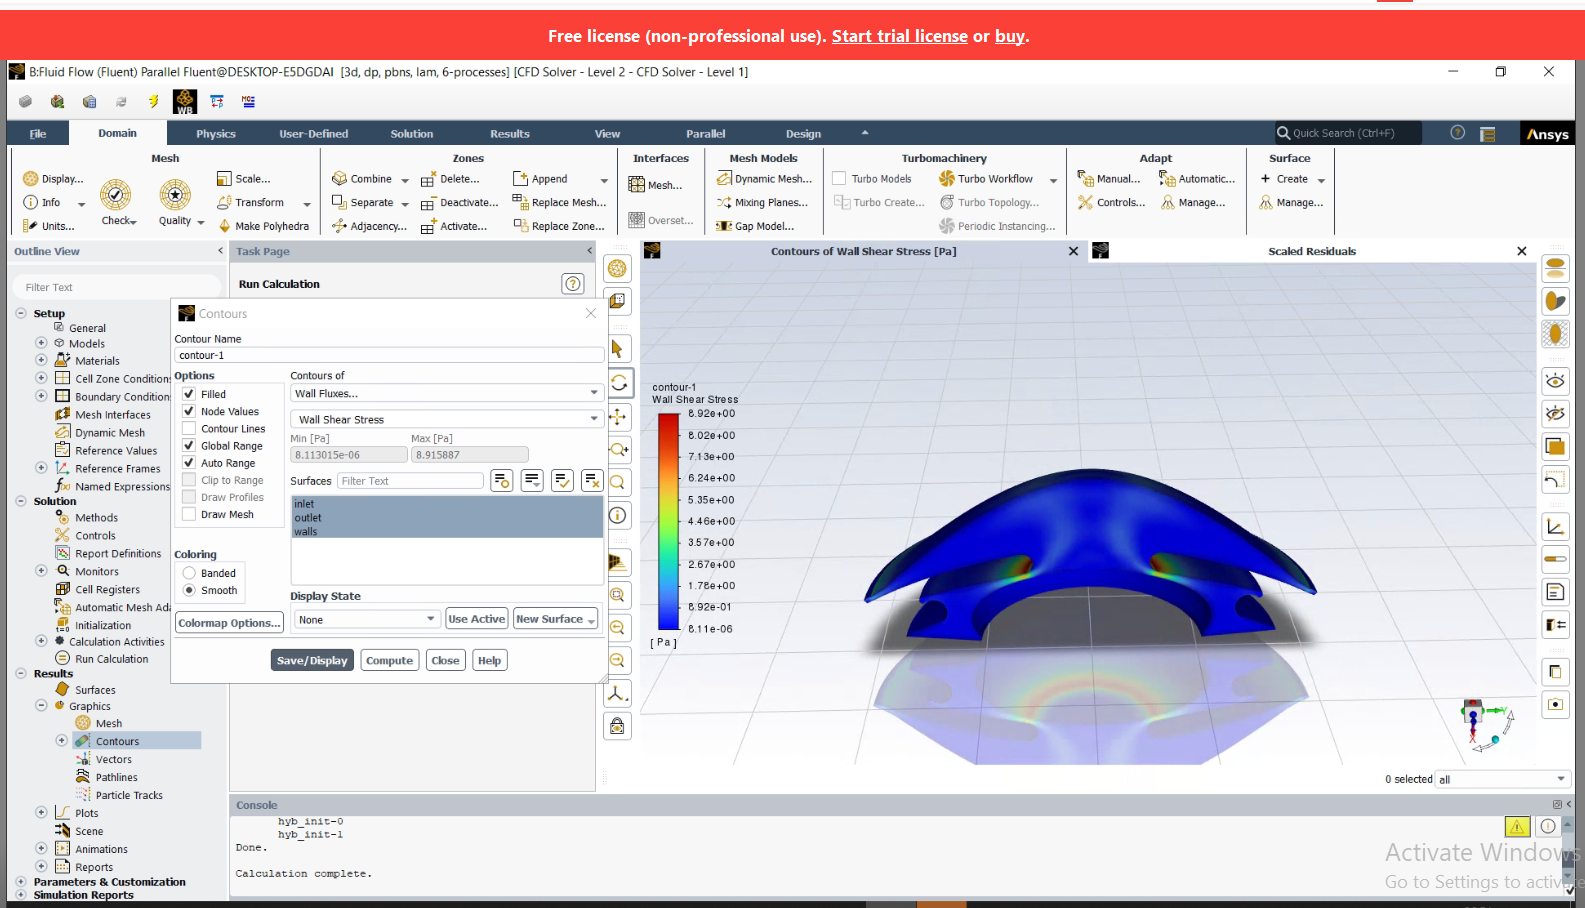 Free license (non-professional use). Start trial license or buy.
B:Fluid Flow (Fluent) Parallel Fluent@DESKTOP-E5DGDAI [3d, dp, pbns, lam, 6-processes] [CFD Solver - Level 2 - CFD Solver - Level 1]
WB
File Domain Physics User-Defined Solution Results View Parallel Design
Quick Search (Ctrl+F)
Ansys
Mesh Zones Interfaces Mesh Models Turbomachinery Adapt Surface
Display... Scale... Combine Delete... Append Mesh... Dynamic Mesh... Turbo Models Turbo Workflow Manual... Automatic... + Create
Info Transform Separate Deactivate... Replace Mesh... Mixing Planes... Turbo Create... Turbo Topology... Controls... Manage... Manage...
Units... Check Quality Make Polyhedra Adjacency... Activate... Replace Zone... Overset... Gap Model... Periodic Instancing...
Outline View
Task Page
Contours of Wall Shear Stress [Pa]
Scaled Residuals
Filter Text
Run Calculation
Setup
General
Models
Materials
Cell Zone Conditions
Boundary Conditions
Mesh Interfaces
Dynamic Mesh
Reference Values
Reference Frames
Named Expressions
Solution
Methods
Controls
Report Definitions
Monitors
Cell Registers
Automatic Mesh Ada
Initialization
Calculation Activities
Run Calculation
Results
Surfaces
Graphics
Mesh
Contours
Vectors
Pathlines
Particle Tracks
Plots
Scene
Animations
Reports
Parameters & Customization
Simulation Reports
Contours
Contour Name
contour-1
Options
Filled
Node Values
Contour Lines
Global Range
Auto Range
Clip to Range
Draw Profiles
Draw Mesh
Coloring
Banded
Smooth
Colormap Options...
Contours of
Wall Fluxes...
Wall Shear Stress
Min [Pa] Max [Pa]
8.113015e-06 8.915887
Surfaces Filter Text
inlet
outlet
walls
Display State
None Use Active New Surface
Save/Display Compute Close Help
contour-1
Wall Shear Stress
8.92e+00
8.02e+00
7.13e+00
6.24e+00
5.35e+00
4.46e+00
3.57e+00
2.67e+00
1.78e+00
8.92e-01
8.11e-06
[ Pa ]
Y
X
0 selected all
Console
hyb_init-0
hyb_init-1
Done.
Calculation complete.
Activate Windows
Go to Settings to activate